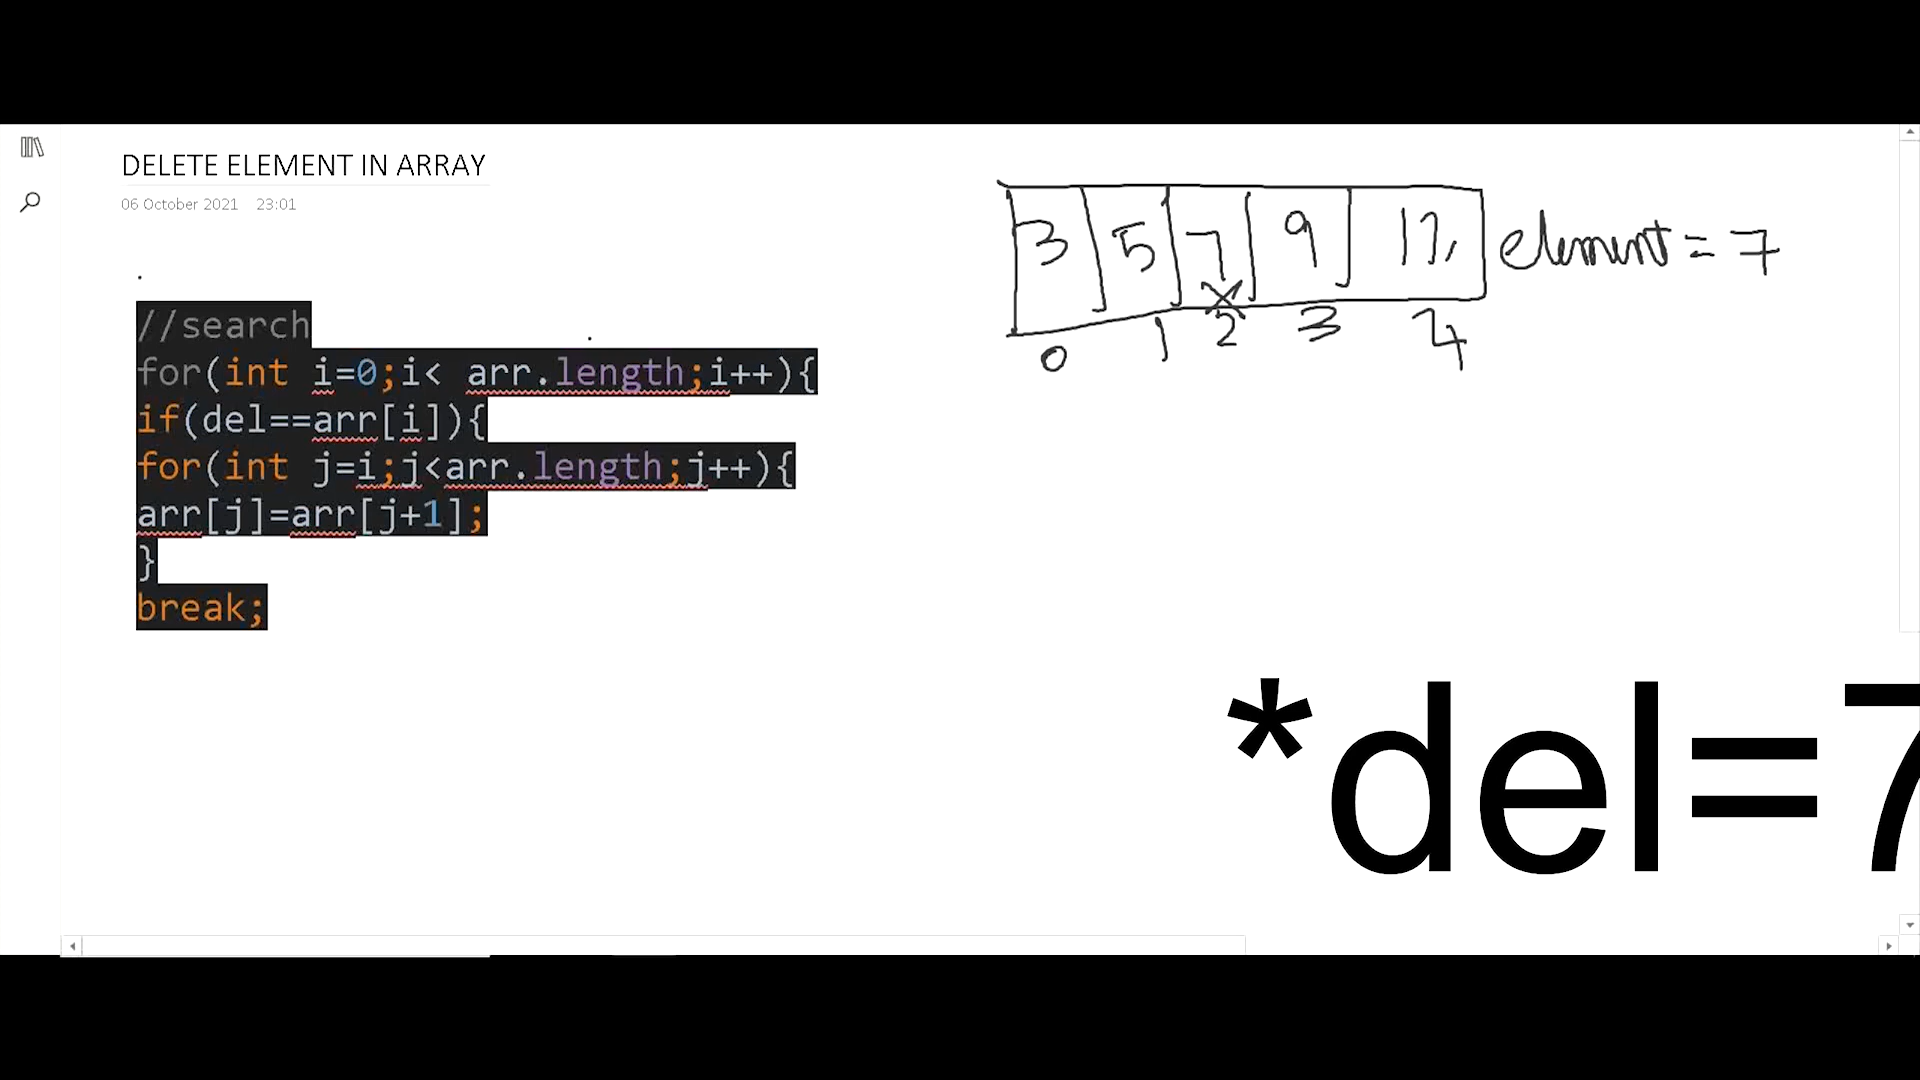 DELETE ELEMENT IN ARRAY
06 October 2021 23:01
//search
for(int i=0;i< arr.length;i++){
if(del==arr[i]){
for(int j=i;j<arr.length;j++){
arr[j]=arr[j+1];
}
break;
3 5 7 9 element = 7
0 1 2 3 4
*del=7